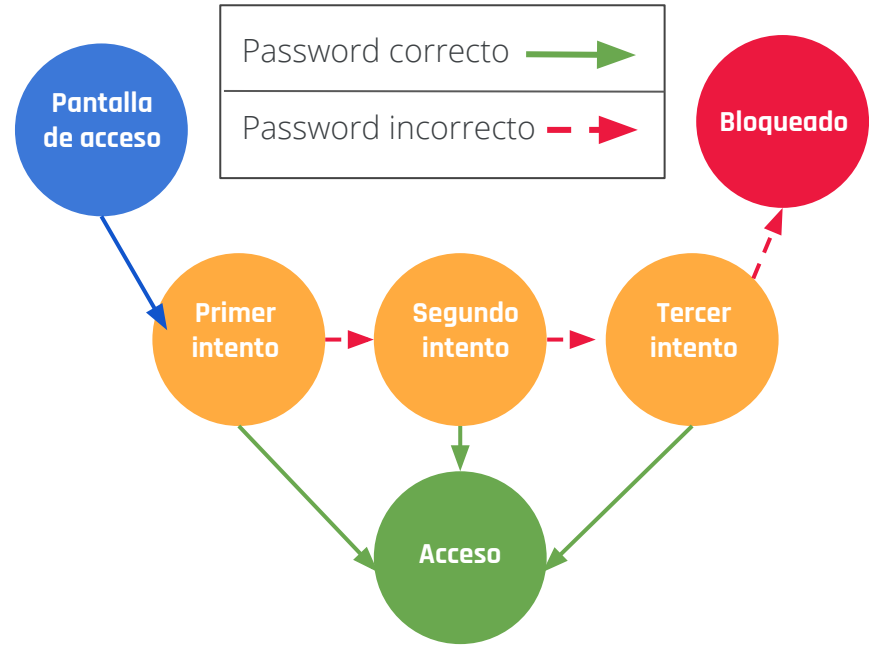 Password correcto
Password incorrecto
Pantalla
de acceso
Bloqueado
Primer
intento
Segundo
intento
Tercer
intento
Acceso